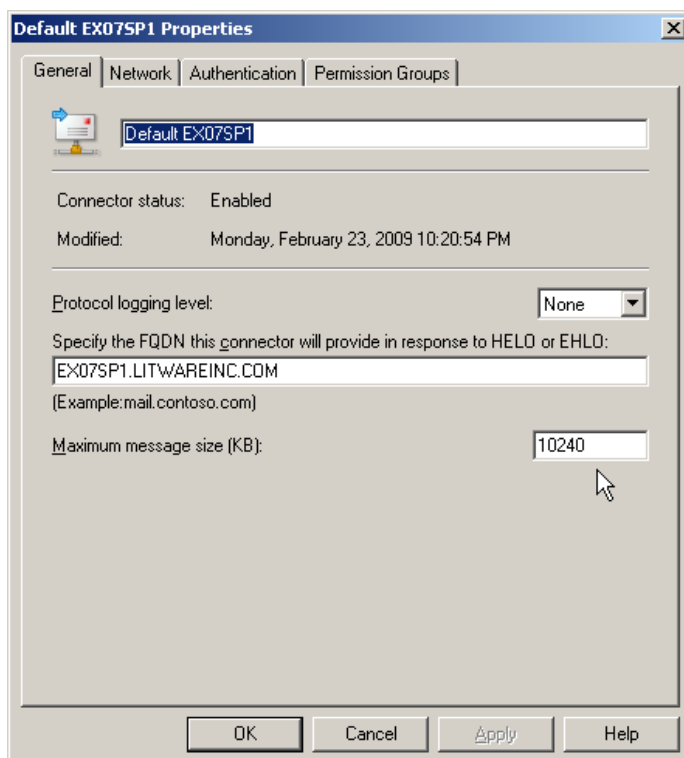 Default EX07SP1 Properties
General Network Authentication Permission Groups
Default EX07SP1
Connector status: Enabled
Modified: Monday, February 23, 2009 10:20:54 PM
Protocol logging level: None
Specify the FQDN this connector will provide in response to HELO or EHLO:
EX07SP1.LITWAREINC.COM
(Example:mail.contoso.com)
Maximum message size (KB): 10240
OK Cancel Apply Help